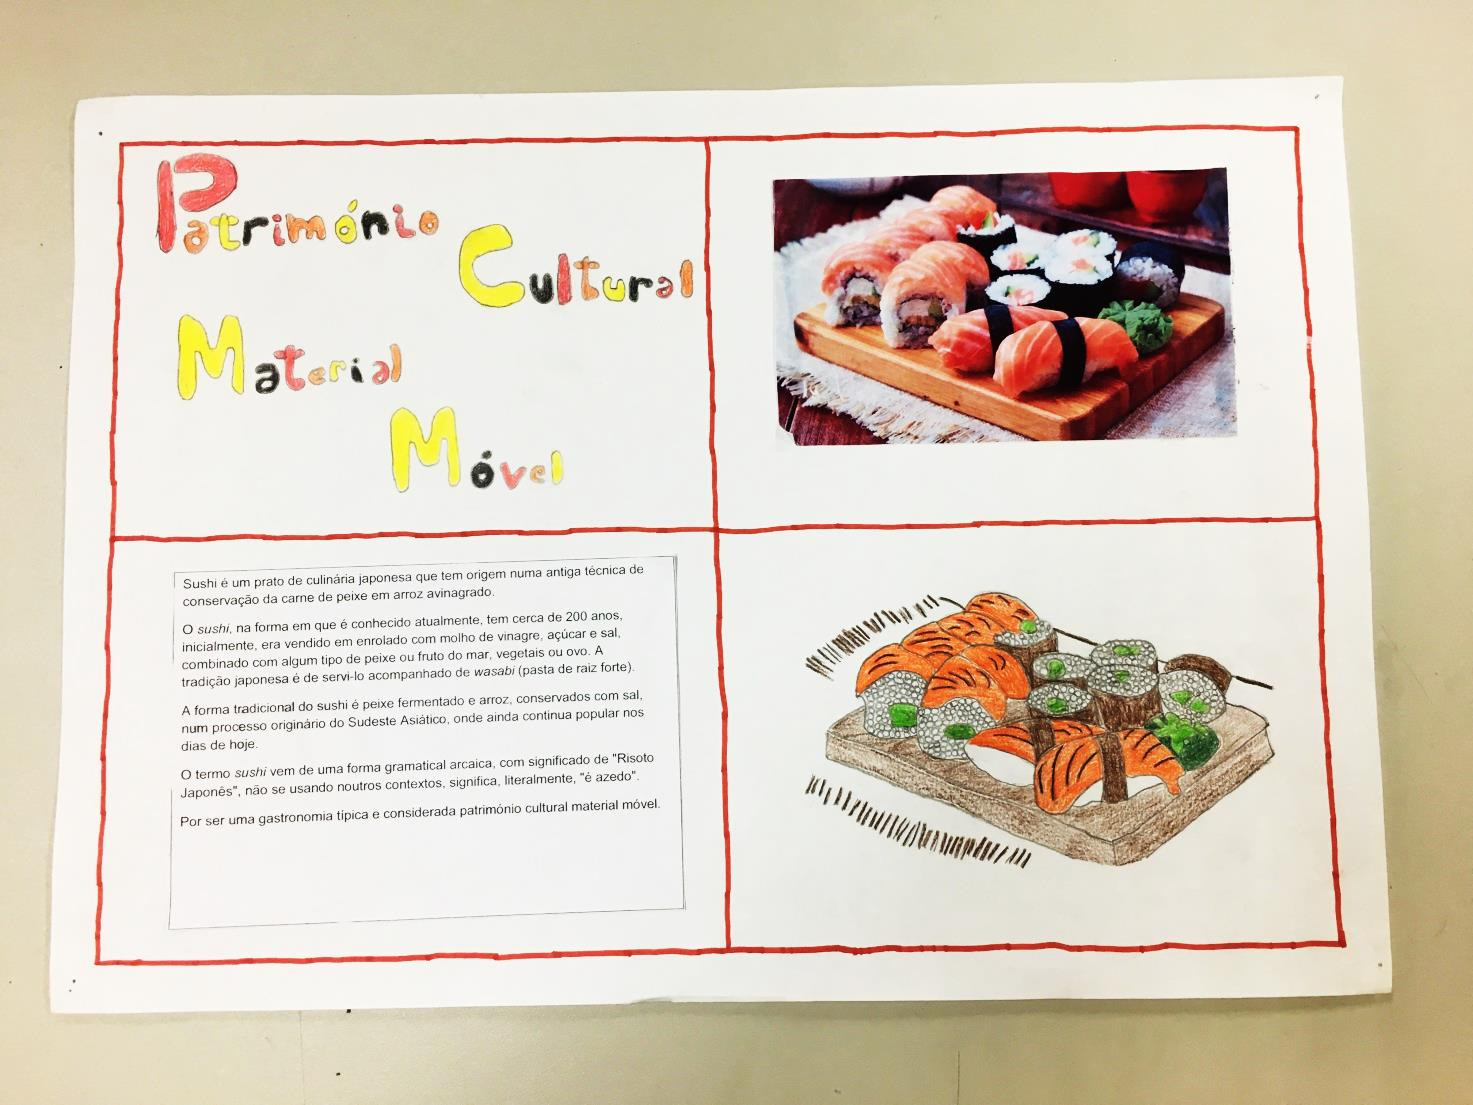 Património
Cultural
Material
Móvel
Sushi é um prato de culinária japonesa que tem origem numa antiga técnica de
conservação da carne de peixe em arroz avinagrado.
O sushi, na forma em que é conhecido atualmente, tem cerca de 200 anos,
inicialmente, era vendido em enrolado com molho de vinagre, açúcar e sal,
combinado com algum tipo de peixe ou fruto do mar, vegetais ou ovo. A
tradição japonesa é de servi-lo acompanhado de wasabi (pasta de raiz forte).
A forma tradicional do sushi é peixe fermentado e arroz, conservados com sal,
num processo originário do Sudeste Asiático, onde ainda continua popular nos
dias de hoje.
O termo sushi vem de uma forma gramatical arcaica, com significado de "Risoto
Japonês", não se usando noutros contextos, significa, literalmente, "é azedo".
Por ser uma gastronomia típica e considerada património cultural material móvel.